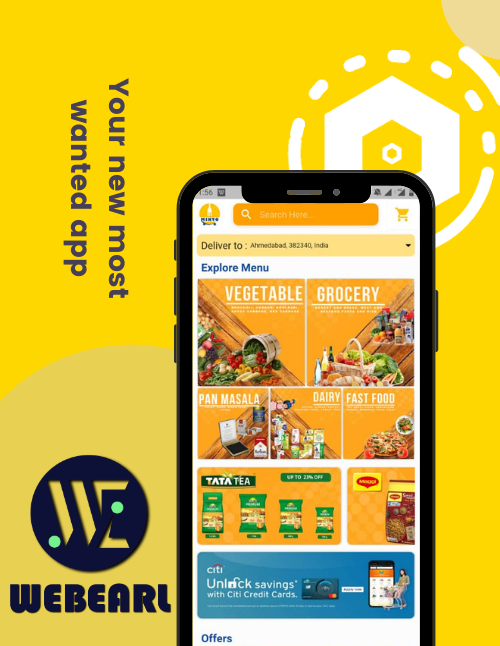 Your new most
wanted app
1:56
Search Here..
Deliver to : Ahmedabad, 382340, India
Explore Menu
VEGETABLE
GROCERY
PAN MASALA
DAIRY
FAST FOOD
TATA TEA
UP TO 23% OFF
MAGGI
citi
Unlock savings*
with Citi Credit Cards.
Offers
WE
WEBEARL